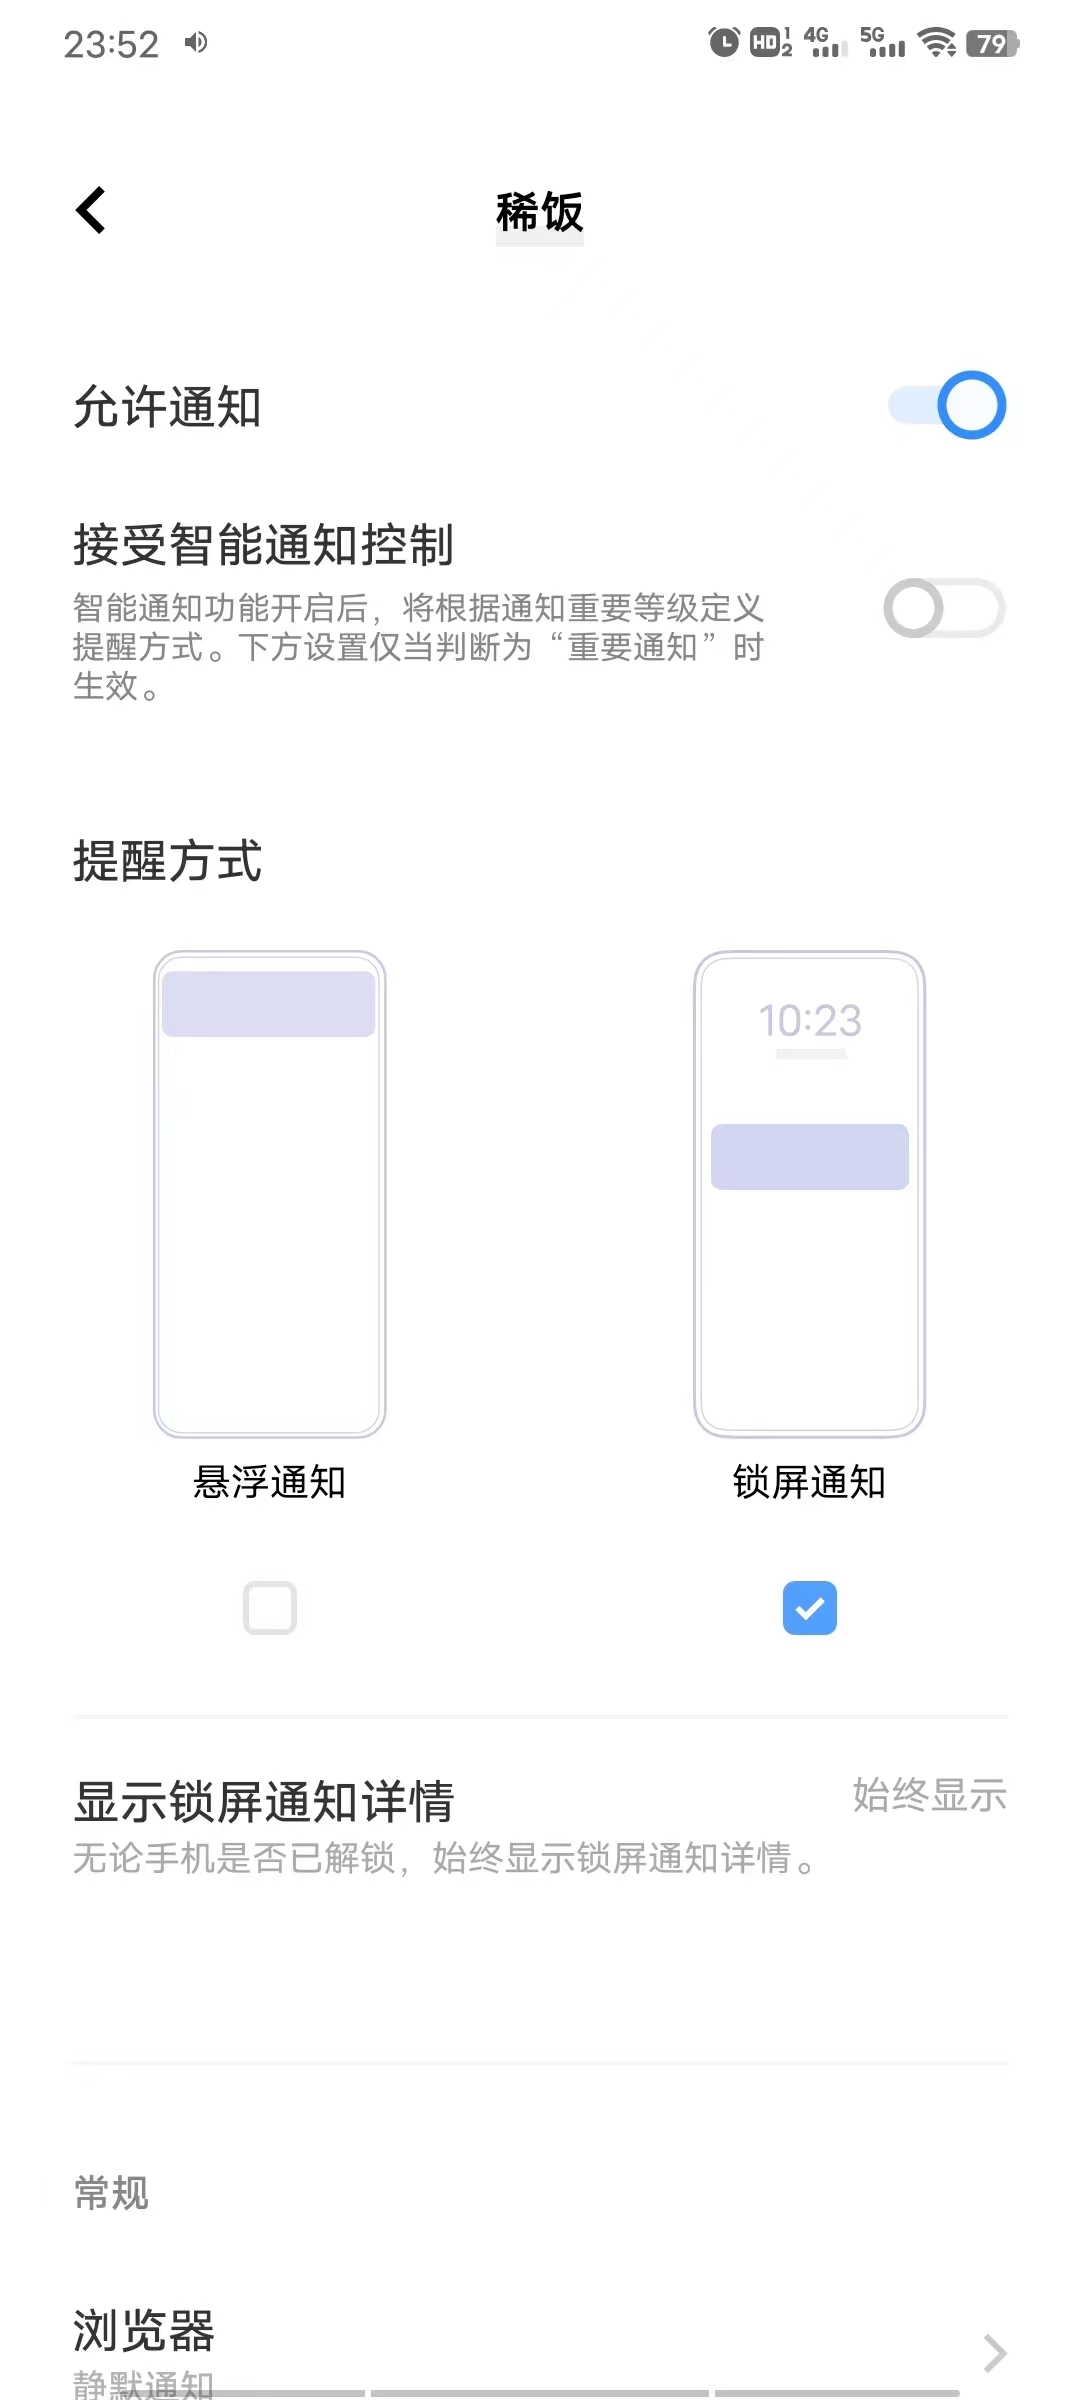 23:52 HD 1 2 4G 5G 79
稀饭
允许通知
接受智能通知控制
智能通知功能开启后，将根据通知重要等级定义
提醒方式。下方设置仅当判断为“重要通知”时
生效。
提醒方式
10:23
悬浮通知
锁屏通知
显示锁屏通知详情
始终显示
无论手机是否已解锁，始终显示锁屏通知详情。
常规
浏览器
静默通知